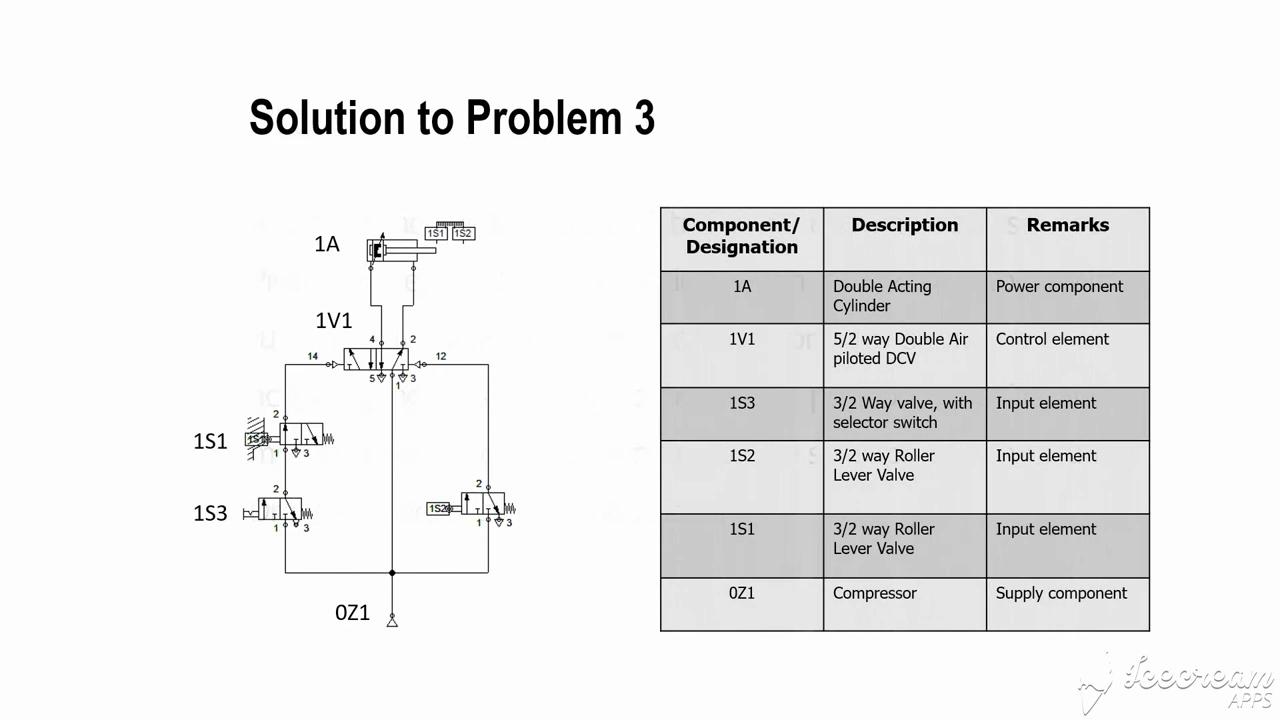 Solution to Problem 3
1A
1S1 1S2
1V1
4 2
14 12
5 1 3
2
1S1 1S1
1 3
2
1S3
1 3
2
1S2
1 3
0Z1
Component/ Description Remarks
Designation
1A Double Acting Power component
Cylinder
1V1 5/2 way Double Air Control element
piloted DCV
1S3 3/2 Way valve, with Input element
selector switch
1S2 3/2 way Roller Input element
Lever Valve
1S1 3/2 way Roller Input element
Lever Valve
0Z1 Compressor Supply component
Icecream
APPS